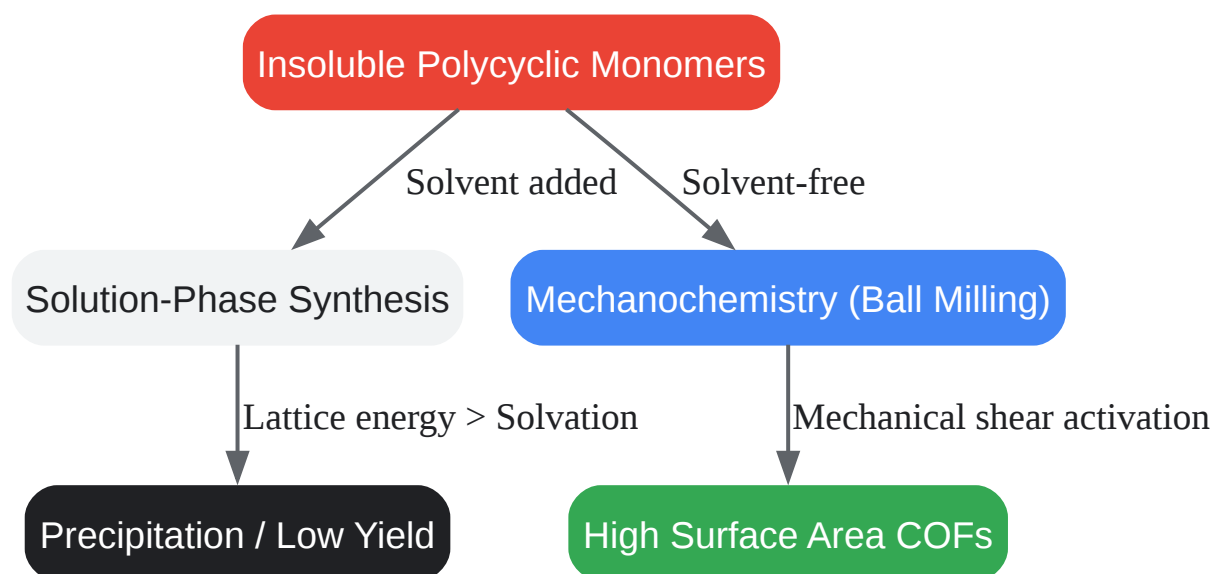 Insoluble Polycyclic Monomers
Solvent added
Solvent-free
Solution-Phase Synthesis
Mechanochemistry (Ball Milling)
Lattice energy > Solvation
Mechanical shear activation
Precipitation / Low Yield
High Surface Area COFs